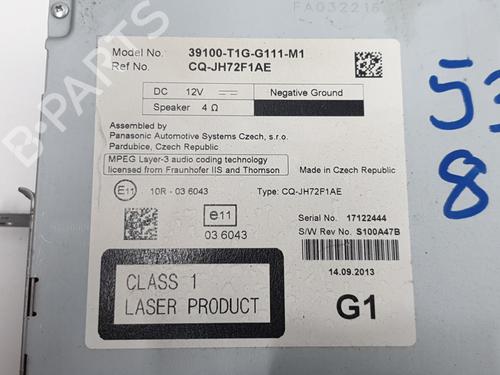 FA032215
Model No. 39100-T1G-G111-M1
Ref No. CQ-JH72F1AE
DC 12V Negative Ground
Speaker 4 Ω
Assembled by
Panasonic Automotive Systems Czech, s.r.o.
Pardubice, Czech Republic
MPEG Layer-3 audio coding technology
licensed from Fraunhofer IIS and Thomson
Made in Czech Republic
E11 10R - 03 6043 Type: CQ-JH72F1AE
e11
03 6043
Serial No. 17122444
S/W Rev No. S100A47B
14.09.2013
CLASS 1
LASER PRODUCT
G1
53
8
B-Parts